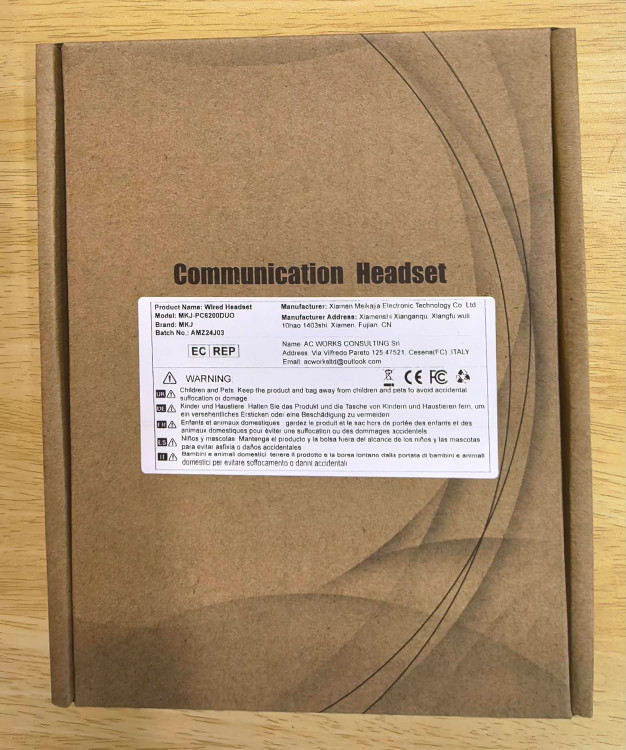 Communication Headset
Product Name: Wired Headset
Model: MKJ-PC6200DUO
Brand: MKJ
Batch No.: AMZ24J03
Manufacturer: Xiamen Meikajia Electronic Technology Co. Ltd
Manufacturer Address: Xiamenshi Xianganqu, Xiangfu wuli
10hao 1403shi, Xiamen, Fujian, CN
EC REP
Name: AC WORKS CONSULTING Srl
Address: Via Vilfredo Pareto 125 47521, Cesena(FC) ,ITALY
Email: acworksltd@outlook.com
WARNING:
CE FC
UK Children and Pets. Keep the product and bag away from children and pets to avoid accidental
suffocation or damage
DE Kinder und Haustiere: Halten Sie das Produkt und die Tasche von Kindern und Haustieren fern, um
ein versehentliches Ersticken oder eine Beschädigung zu vermeiden.
FR Enfants et animaux domestiques : gardez le produit et le sac hors de portée des enfants et des
animaux domestiques pour éviter une suffocation ou des dommages accidentels.
ES Niños y mascotas: Mantenga el producto y la bolsa fuera del alcance de los niños y las mascotas
para evitar asfixia o daños accidentales
IT Bambini e animali domestici: tenere il prodotto e la borsa lontano dalla portata di bambini e animali
domestici per evitare soffocamento o danni accidentali